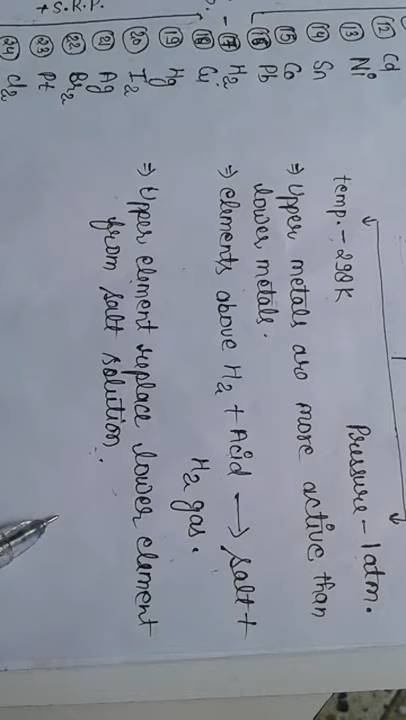 + S.R.P.
(12) Cd
(13) Ni
(14) Sn
(15) Co
(16) Pb
(17) H2
(18) Cu
(19) Hg
(20) I2
(21) Ag
(22) Br2
(23) Pt
(24) Cl2
temp. - 298K Pressure - 1 atm.
⇒ Upper metals are more active than
lower metals.
⇒ elements above H2 + Acid → Salt +
H2 gas.
⇒ Upper element replace lower element
from salt solution.